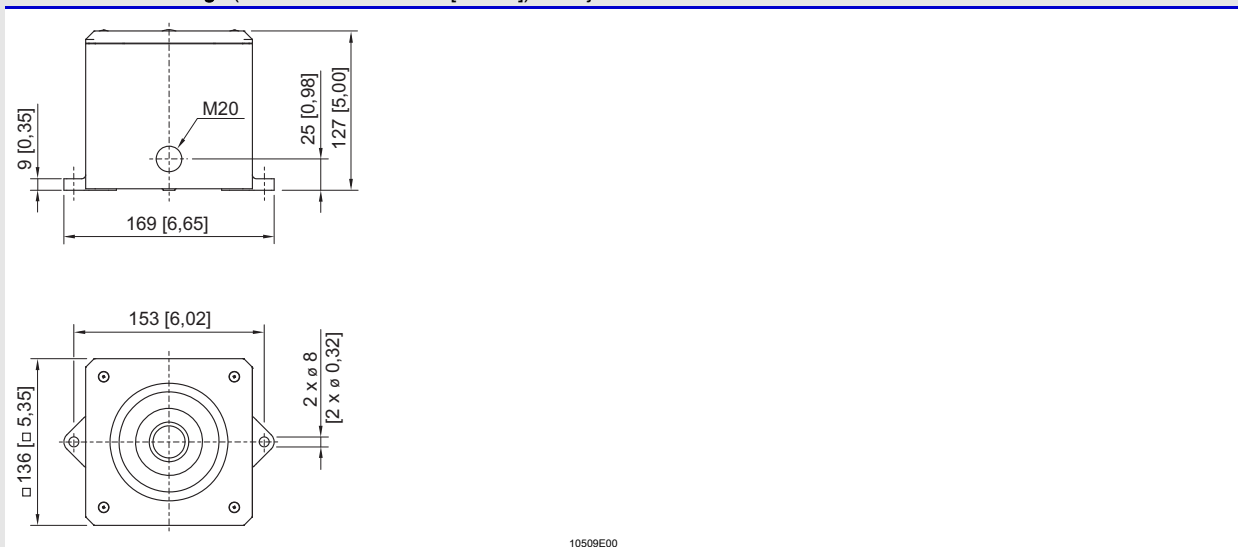 M20
25 [0,98]
127 [5,00]
9 [0,35]
169 [6,65]
153 [6,02]
2 x ø 8
[2 x ø 0,32]
□ 136 [□ 5,35]
10509E00